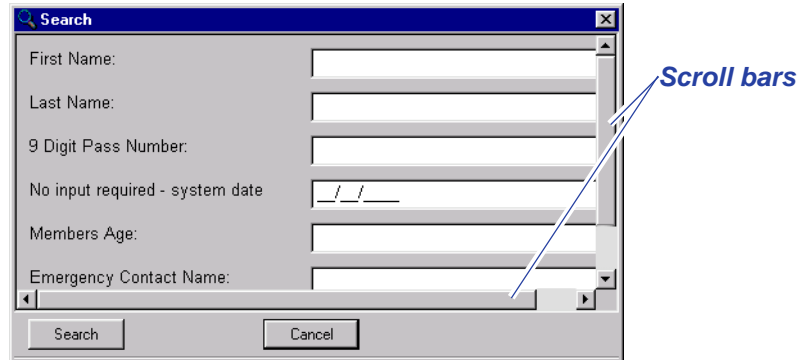 Search
First Name:
Scroll bars
Last Name:
9 Digit Pass Number:
No input required - system date
__/__/____
Members Age:
Emergency Contact Name:
Search Cancel